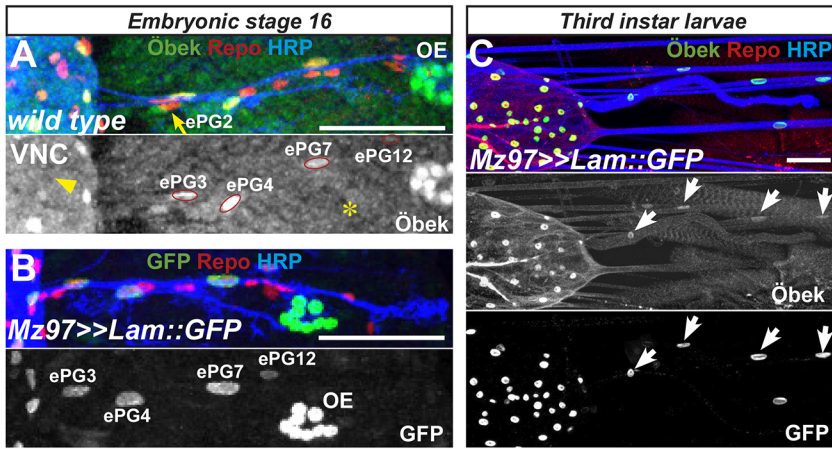 Embryonic stage 16
A
Öbek Repo HRP
OE
wild type
ePG2
VNC
ePG3
ePG4
ePG7
ePG12
*
Öbek
B
GFP Repo HRP
Mz97>>Lam::GFP
ePG3
ePG4
ePG7
ePG12
OE
GFP
Third instar larvae
C
Öbek Repo HRP
Mz97>>Lam::GFP
Öbek
GFP